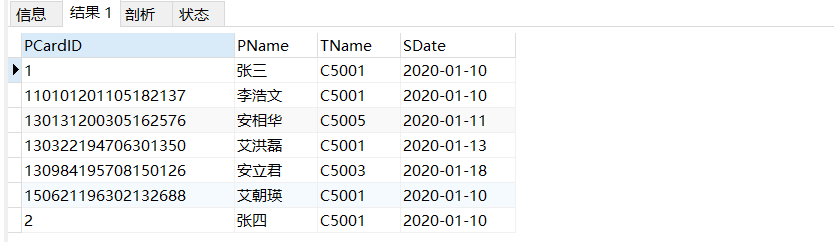 信息 结果 1 剖析 状态
PCardID PName TName SDate
1 张三 C5001 2020-01-10
110101201105182137 李浩文 C5001 2020-01-10
130131200305162576 安相华 C5005 2020-01-11
130322194706301350 艾洪磊 C5001 2020-01-13
130984195708150126 安立君 C5003 2020-01-18
150621196302132688 艾朝瑛 C5001 2020-01-10
2 张四 C5001 2020-01-10